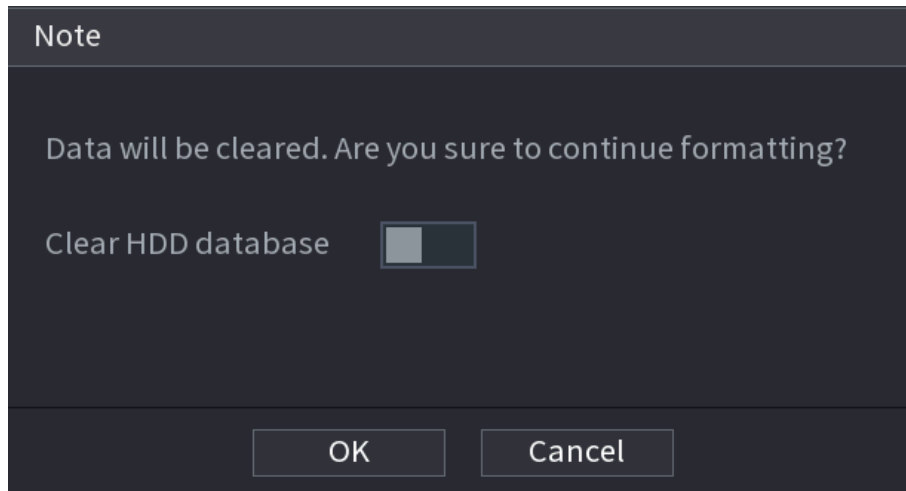 Note
Data will be cleared. Are you sure to continue formatting?
Clear HDD database
OK
Cancel